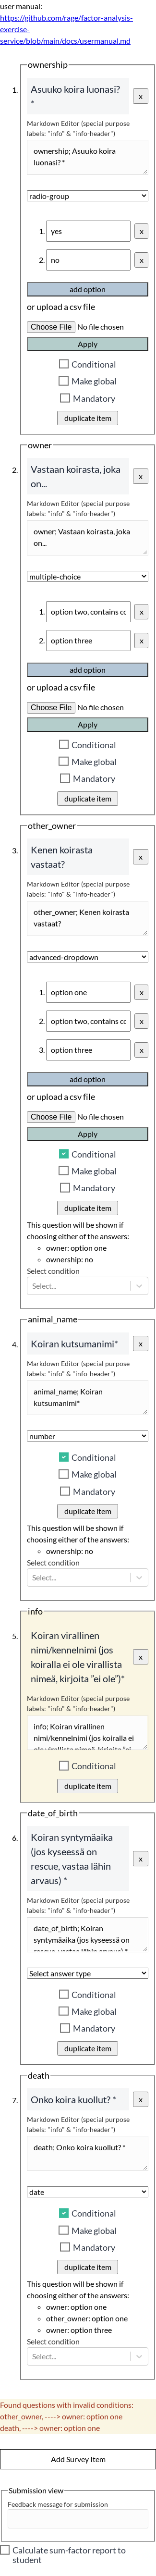 user manual:
https://github.com/rage/factor-analysis-
exercise-
service/blob/main/docs/usermanual.md
ownership
1.
Asuuko koira luonasi?
*
x
Markdown Editor (special purpose
labels: "info" & "info-header")
ownership; Asuuko koira
luonasi? *
radio-group
1. yes x
2. no x
add option
or upload a csv file
Choose File No file chosen
Apply
Conditional
Make global
Mandatory
duplicate item
owner
2.
Vastaan koirasta, joka
on...
x
Markdown Editor (special purpose
labels: "info" & "info-header")
owner; Vastaan koirasta, joka
on...
multiple-choice
1. option two, contains co x
2. option three x
add option
or upload a csv file
Choose File No file chosen
Apply
Conditional
Make global
Mandatory
duplicate item
other_owner
3.
Kenen koirasta
vastaat?
x
Markdown Editor (special purpose
labels: "info" & "info-header")
other_owner; Kenen koirasta
vastaat?
advanced-dropdown
1. option one x
2. option two, contains co x
3. option three x
add option
or upload a csv file
Choose File No file chosen
Apply
Conditional
Make global
Mandatory
duplicate item
This question will be shown if
choosing either of the answers:
owner: option one
ownership: no
Select condition
Select...
animal_name
4.
Koiran kutsumanimi*
x
Markdown Editor (special purpose
labels: "info" & "info-header")
animal_name; Koiran
kutsumanimi*
number
Conditional
Make global
Mandatory
duplicate item
This question will be shown if
choosing either of the answers:
ownership: no
Select condition
Select...
info
5.
Koiran virallinen
nimi/kennelnimi (jos
koiralla ei ole virallista
nimeä, kirjoita "ei ole")*
x
Markdown Editor (special purpose
labels: "info" & "info-header")
info; Koiran virallinen
nimi/kennelnimi (jos koiralla ei
ole virallista nimeä, kirjoita "ei
Conditional
duplicate item
date_of_birth
6.
Koiran syntymäaika
(jos kyseessä on
rescue, vastaa lähin
arvaus) *
x
Markdown Editor (special purpose
labels: "info" & "info-header")
date_of_birth; Koiran
syntymäaika (jos kyseessä on
rescue, vastaa lähin arvaus) *
Select answer type
Conditional
Make global
Mandatory
duplicate item
death
7.
Onko koira kuollut? *
x
Markdown Editor (special purpose
labels: "info" & "info-header")
death; Onko koira kuollut? *
date
Conditional
Make global
Mandatory
duplicate item
This question will be shown if
choosing either of the answers:
owner: option one
other_owner: option one
owner: option three
Select condition
Select...
Found questions with invalid conditions:
other_owner, ----> owner: option one
death, ----> owner: option one
Add Survey Item
Submission view
Feedback message for submission
Calculate sum-factor report to
student